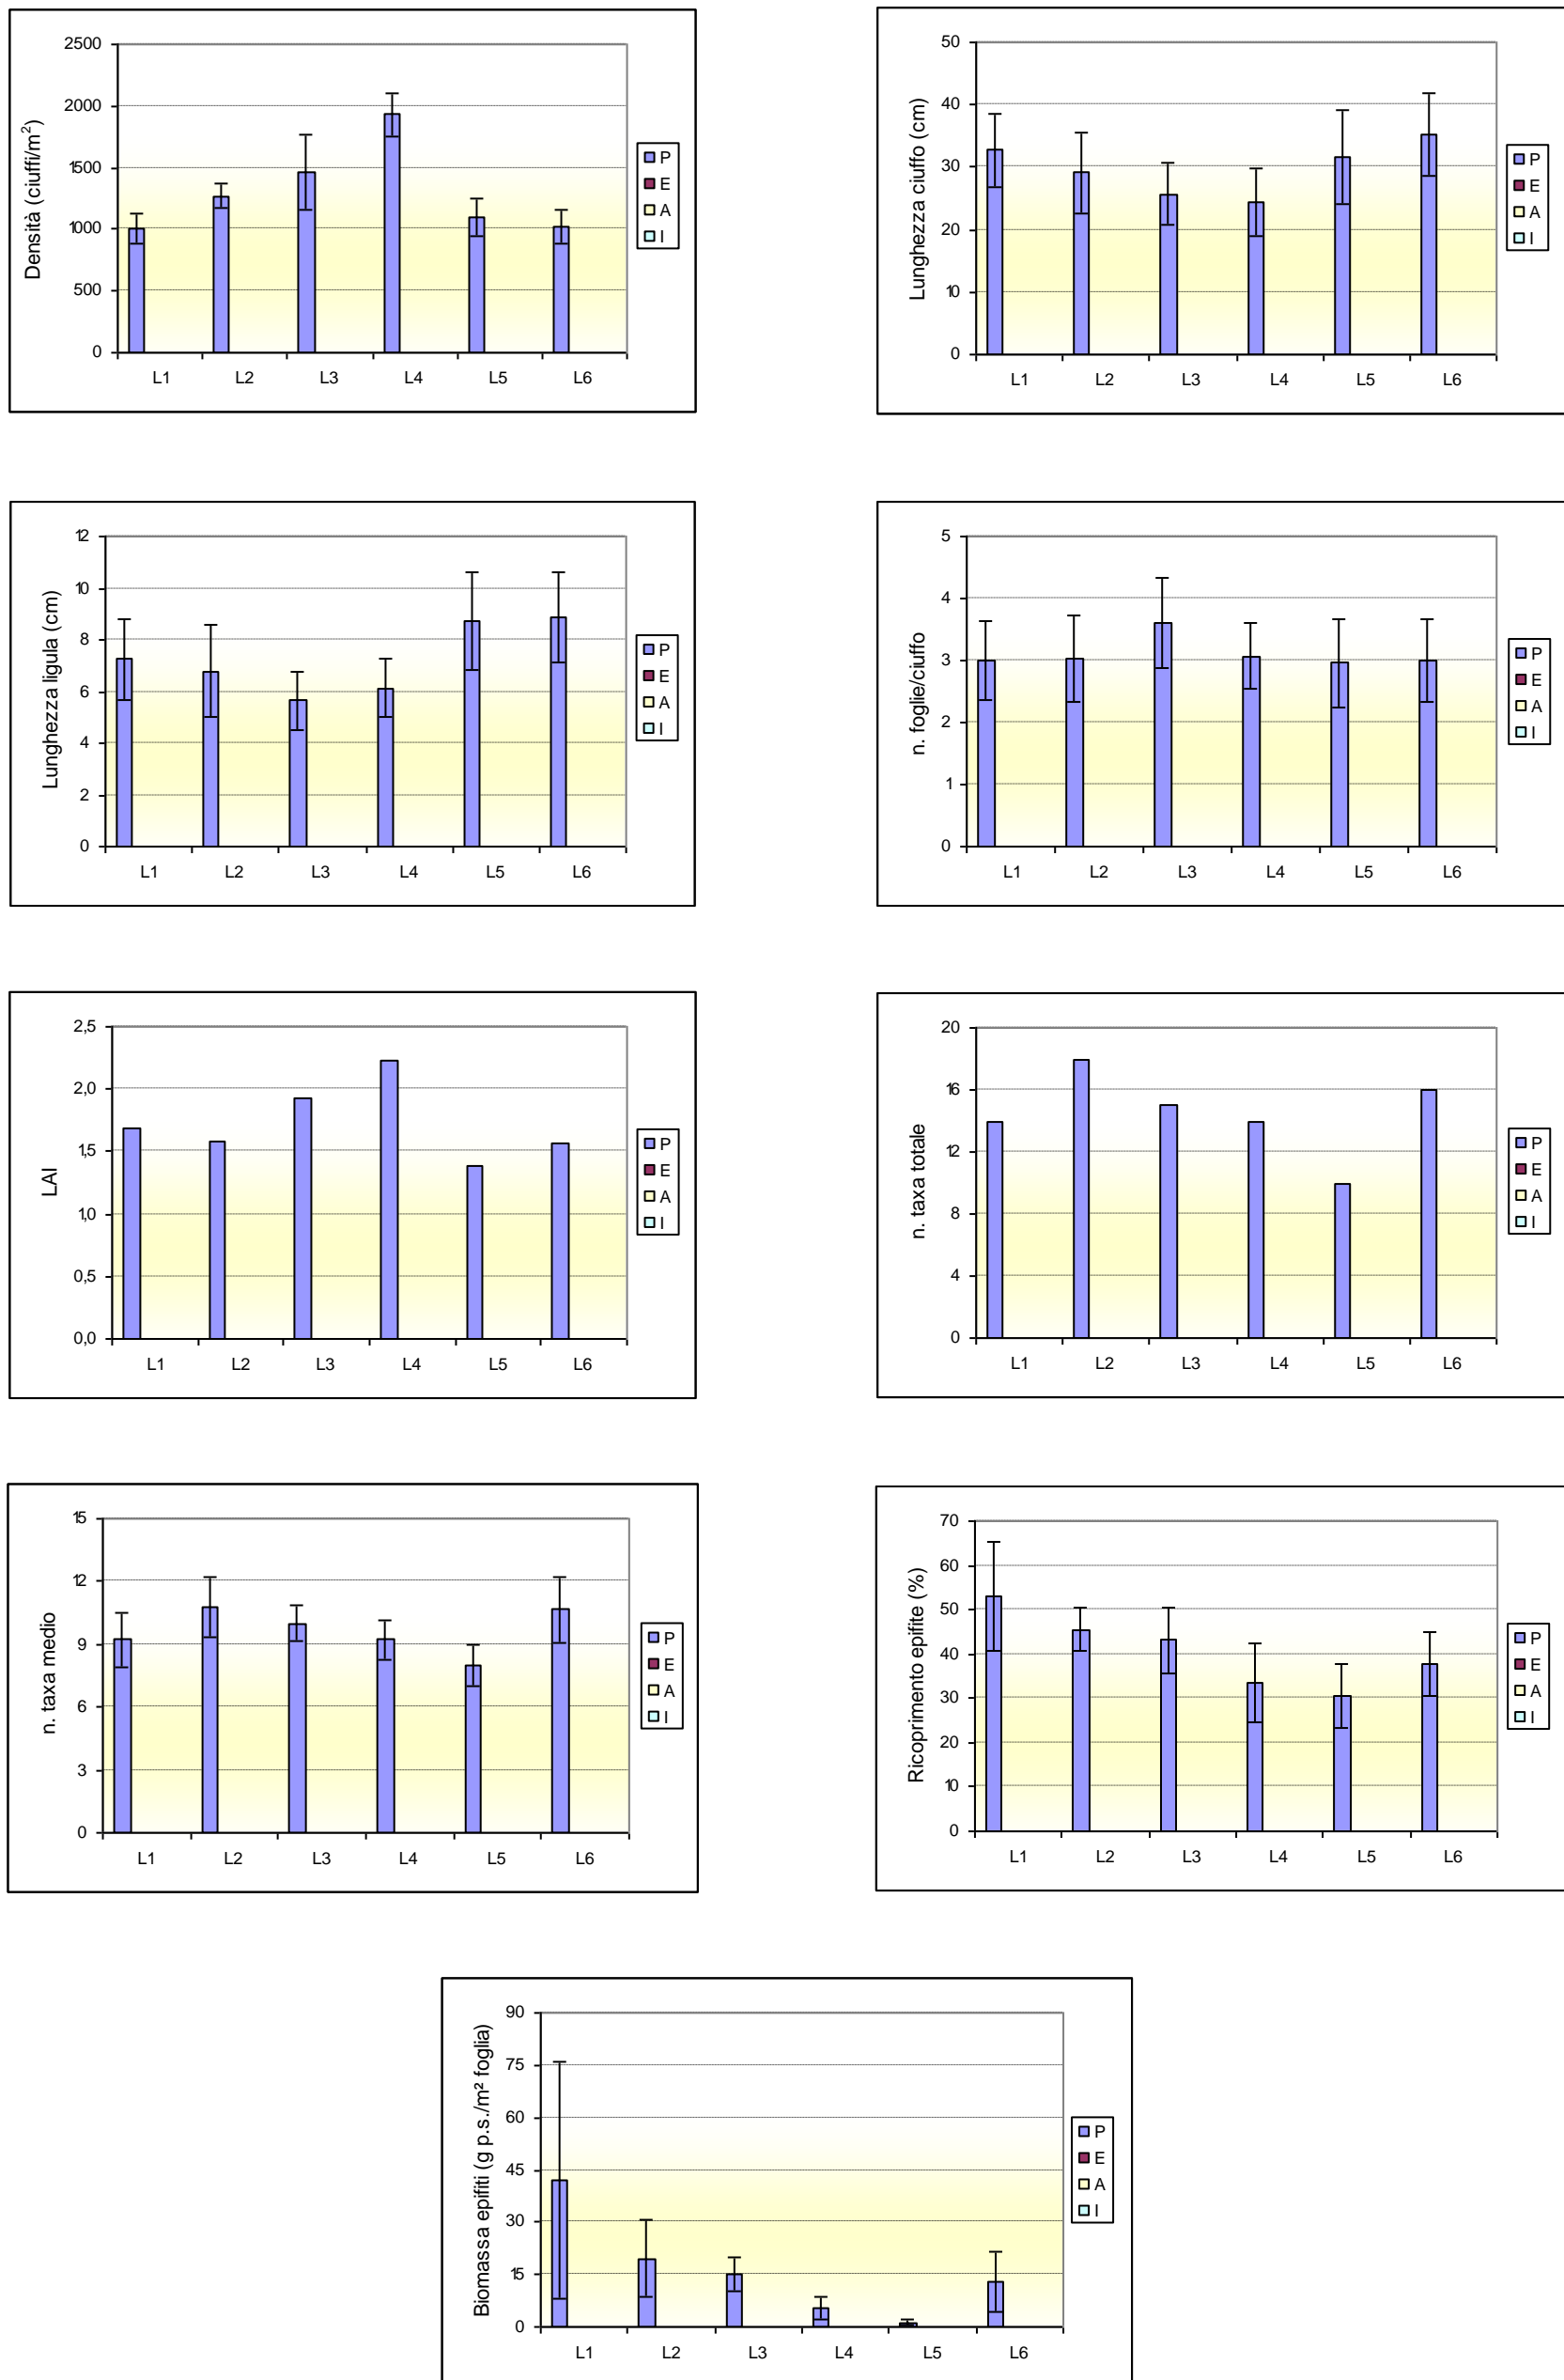 Densità (ciuffi/m²)
2500
2000
1500
1000
500
0
L1 L2 L3 L4 L5 L6
P
E
A
I
Lunghezza ciuffo (cm)
50
40
30
20
10
0
L1 L2 L3 L4 L5 L6
P
E
A
I
Lunghezza ligula (cm)
12
10
8
6
4
2
0
L1 L2 L3 L4 L5 L6
P
E
A
I
n. foglie/ciuffo
5
4
3
2
1
0
L1 L2 L3 L4 L5 L6
P
E
A
I
LAI
2,5
2,0
1,5
1,0
0,5
0,0
L1 L2 L3 L4 L5 L6
P
E
A
I
n. taxa totale
20
16
12
8
4
0
L1 L2 L3 L4 L5 L6
P
E
A
I
n. taxa medio
15
12
9
6
3
0
L1 L2 L3 L4 L5 L6
P
E
A
I
Ricoprimento epifite (%)
70
60
50
40
30
20
10
0
L1 L2 L3 L4 L5 L6
P
E
A
I
Biomassa epifiti (g p.s./m² foglia)
90
75
60
45
30
15
0
L1 L2 L3 L4 L5 L6
P
E
A
I